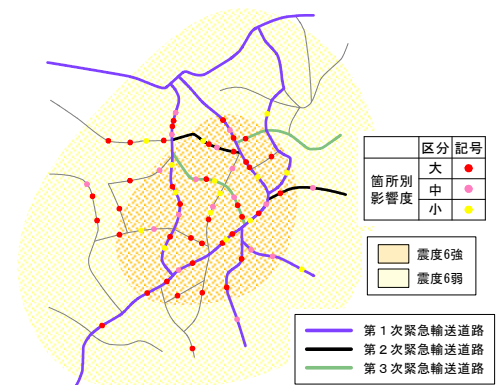 区分 記号
箇所別
影響度
大
中
小
震度6強
震度6弱
第１次緊急輸送道路
第２次緊急輸送道路
第３次緊急輸送道路